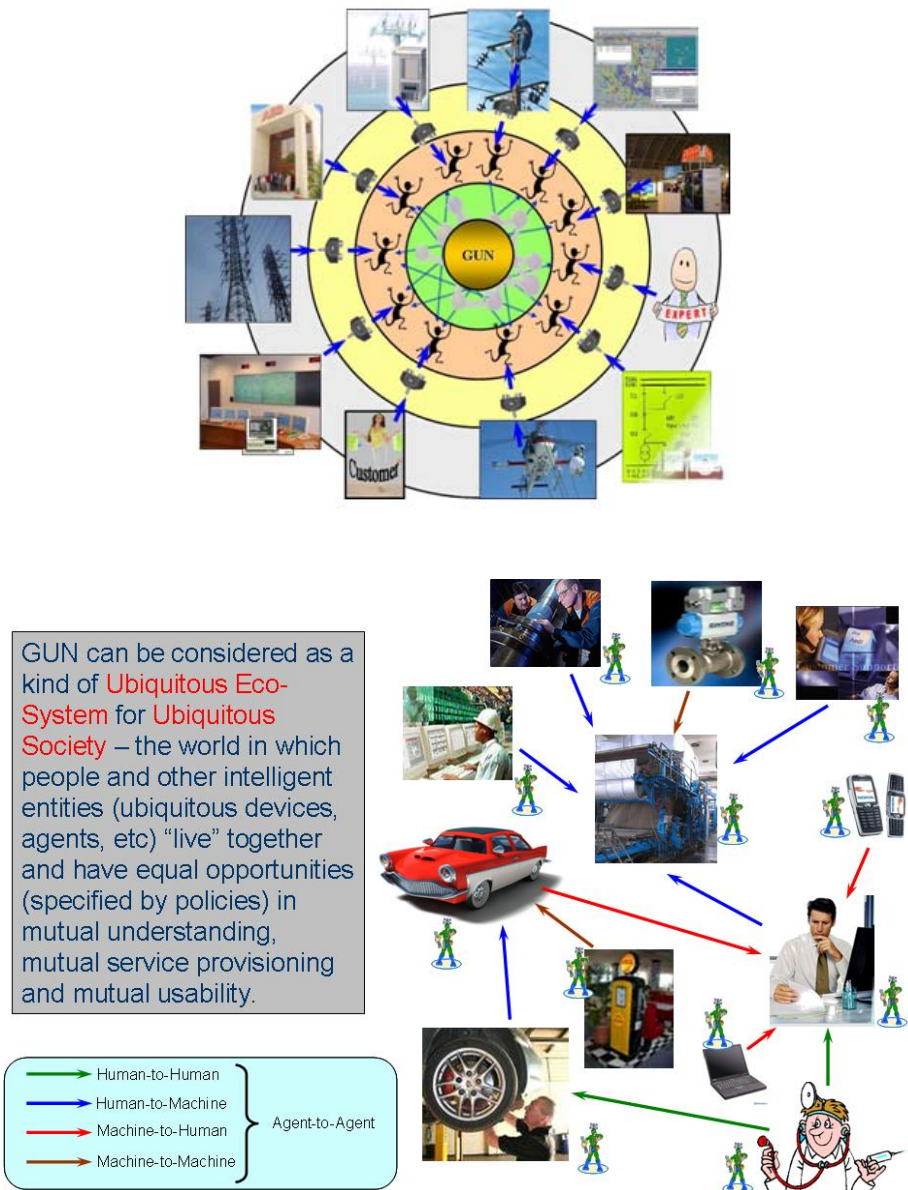 GUN
EXPERT
Customer
GUN can be considered as a
kind of Ubiquitous Eco-
System for Ubiquitous
Society – the world in which
people and other intelligent
entities (ubiquitous devices,
agents, etc) “live” together
and have equal opportunities
(specified by policies) in
mutual understanding,
mutual service provisioning
and mutual usability.
Customer Support
Human-to-Human
Human-to-Machine
Agent-to-Agent
Machine-to-Human
Machine-to-Machine